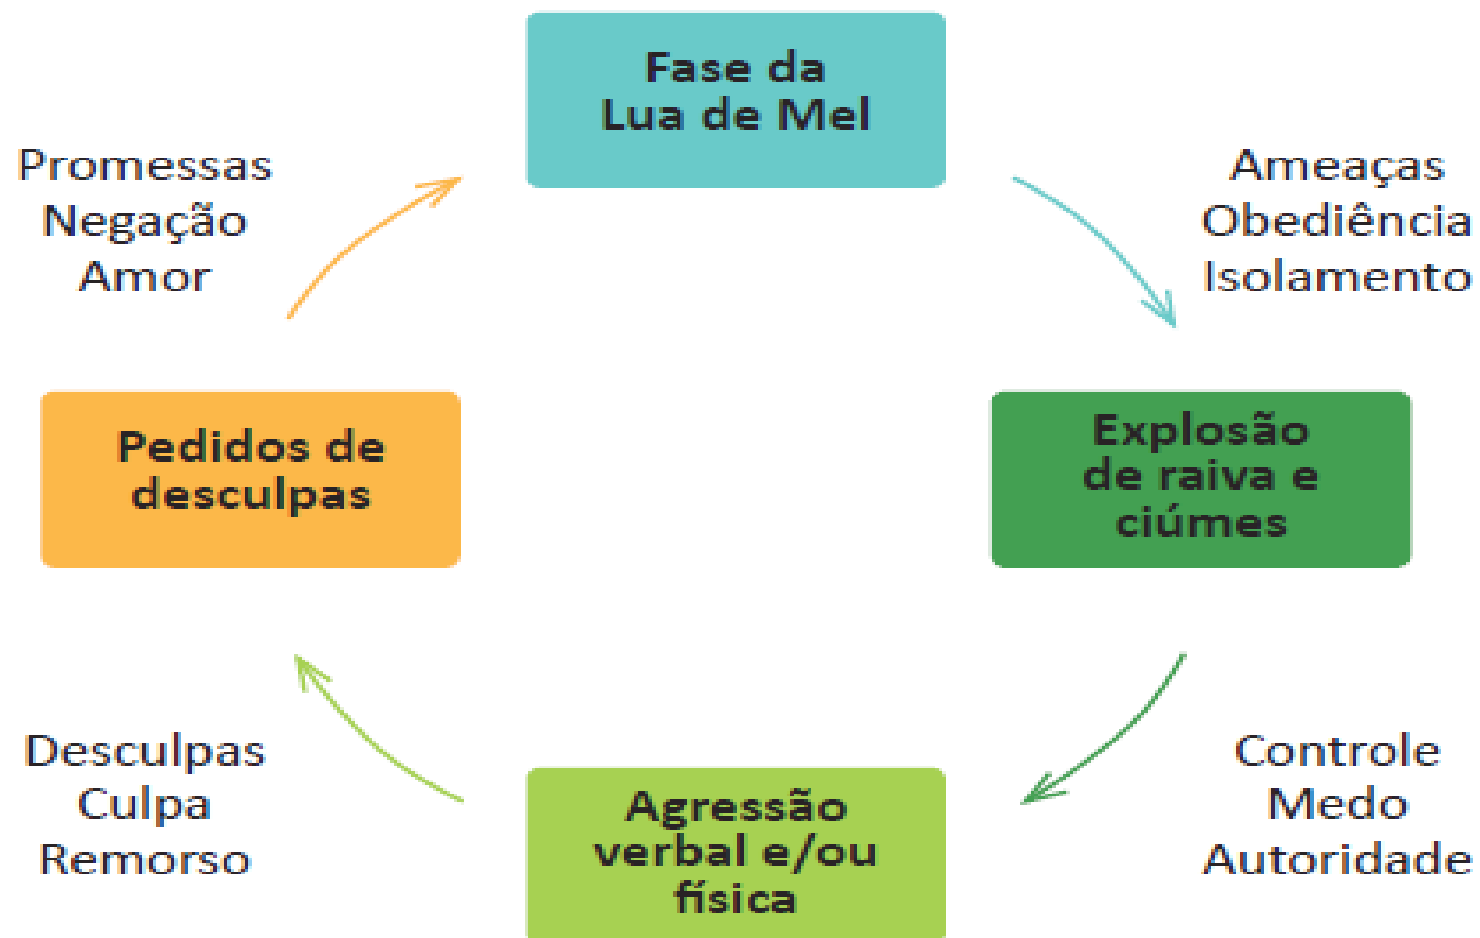 Fase da
Lua de Mel
Promessas
Negação
Amor
Ameaças
Obediência
Isolamento
Pedidos de
desculpas
Explosão
de raiva e
ciúmes
Desculpas
Culpa
Remorso
Agressão
verbal e/ou
física
Controle
Medo
Autoridade